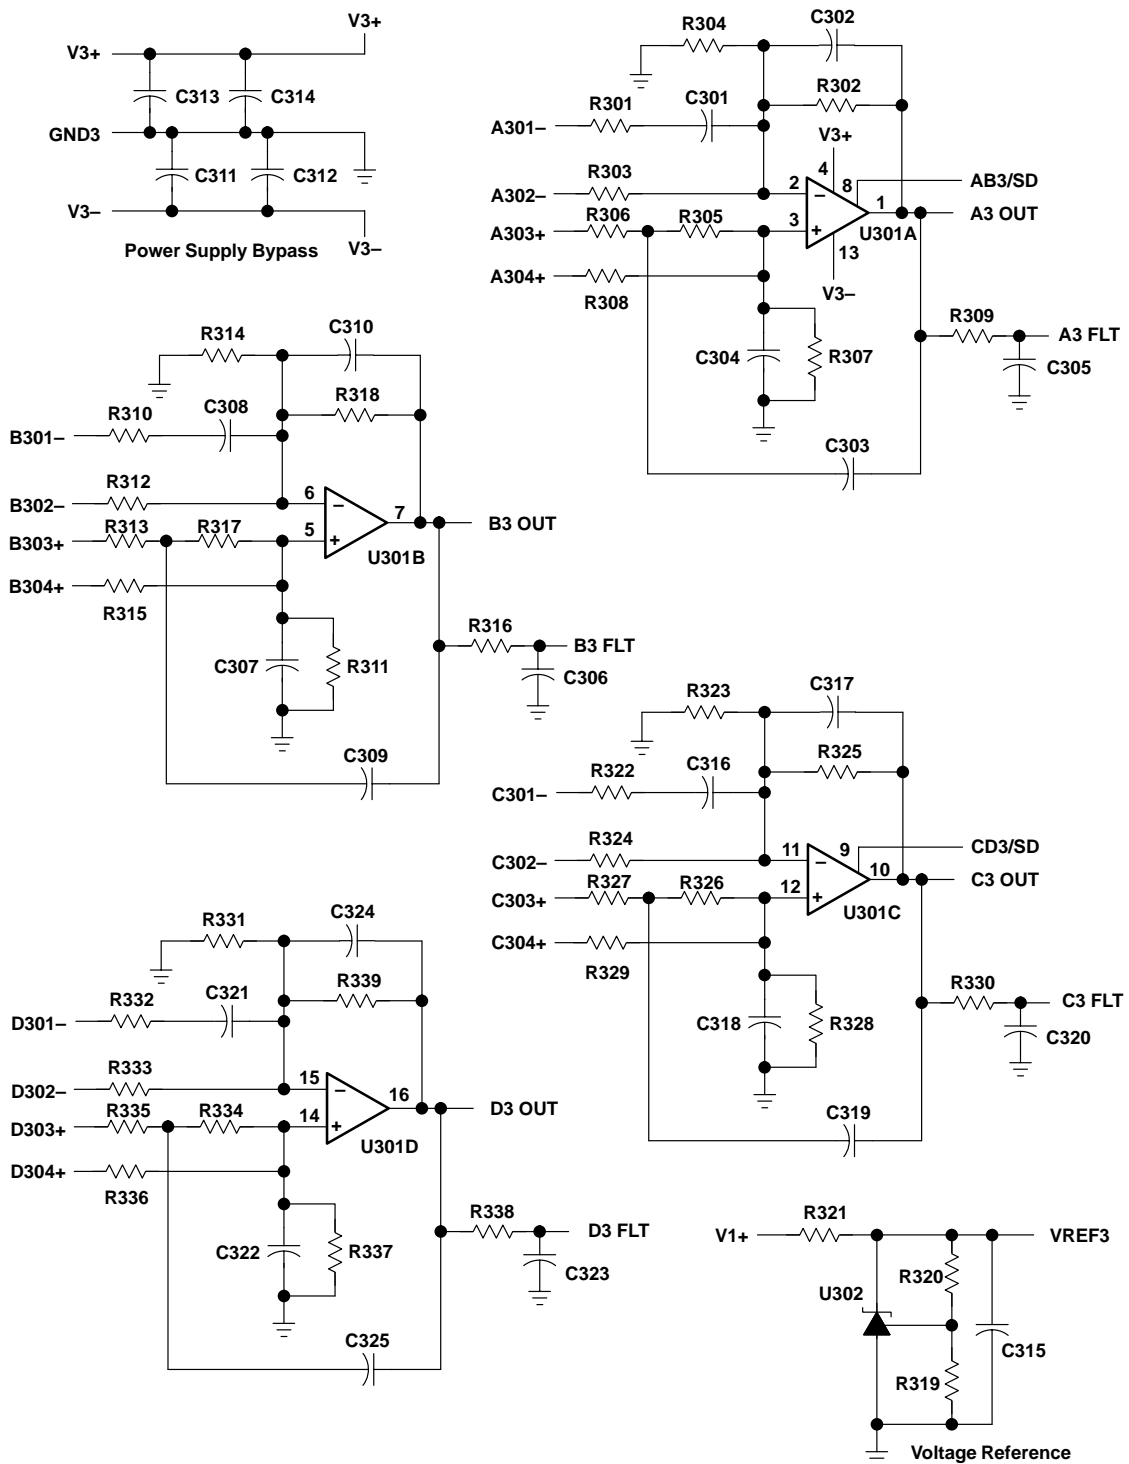 V3+
V3+
C313
C314
GND3
C311
C312
V3–
V3–
Power Supply Bypass
R304
C302
R302
R301
C301
A301–
V3+
4
R303
2
8
AB3/SD
A302–
–
1
A3 OUT
R306
R305
3
A303+
+
U301A
13
A304+
R308
V3–
R309
A3 FLT
C304
R307
C305
C303
R314
C310
R318
R310
C308
B301–
R312
6
B302–
–
7
B3 OUT
R313
R317
5
B303+
+
U301B
B304+
R315
R316
B3 FLT
C307
R311
C306
C309
R323
C317
R325
R322
C316
C301–
R324
11
9
CD3/SD
C302–
–
10
C3 OUT
R327
R326
12
C303+
+
U301C
C304+
R329
R330
C3 FLT
C318
R328
C320
C319
R331
C324
R339
R332
C321
D301–
R333
15
D302–
–
16
D3 OUT
R335
R334
14
D303+
+
U301D
D304+
R336
R338
D3 FLT
C322
R337
C323
C325
R321
V1+
VREF3
R320
U302
C315
R319
Voltage Reference